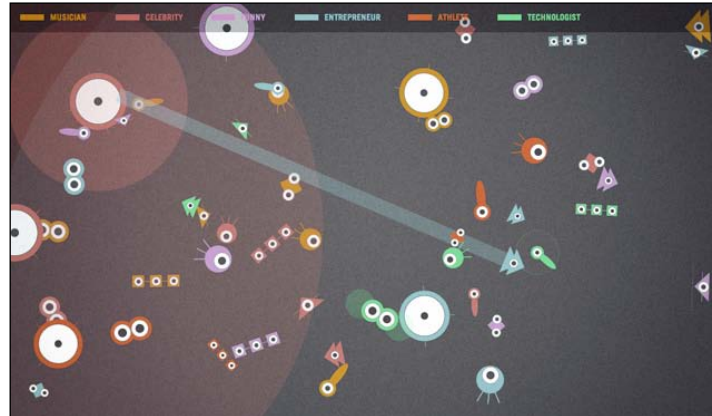 MUSICIAN
CELEBRITY
ENTREPRENEUR
ATHLETE
TECHNOLOGIST